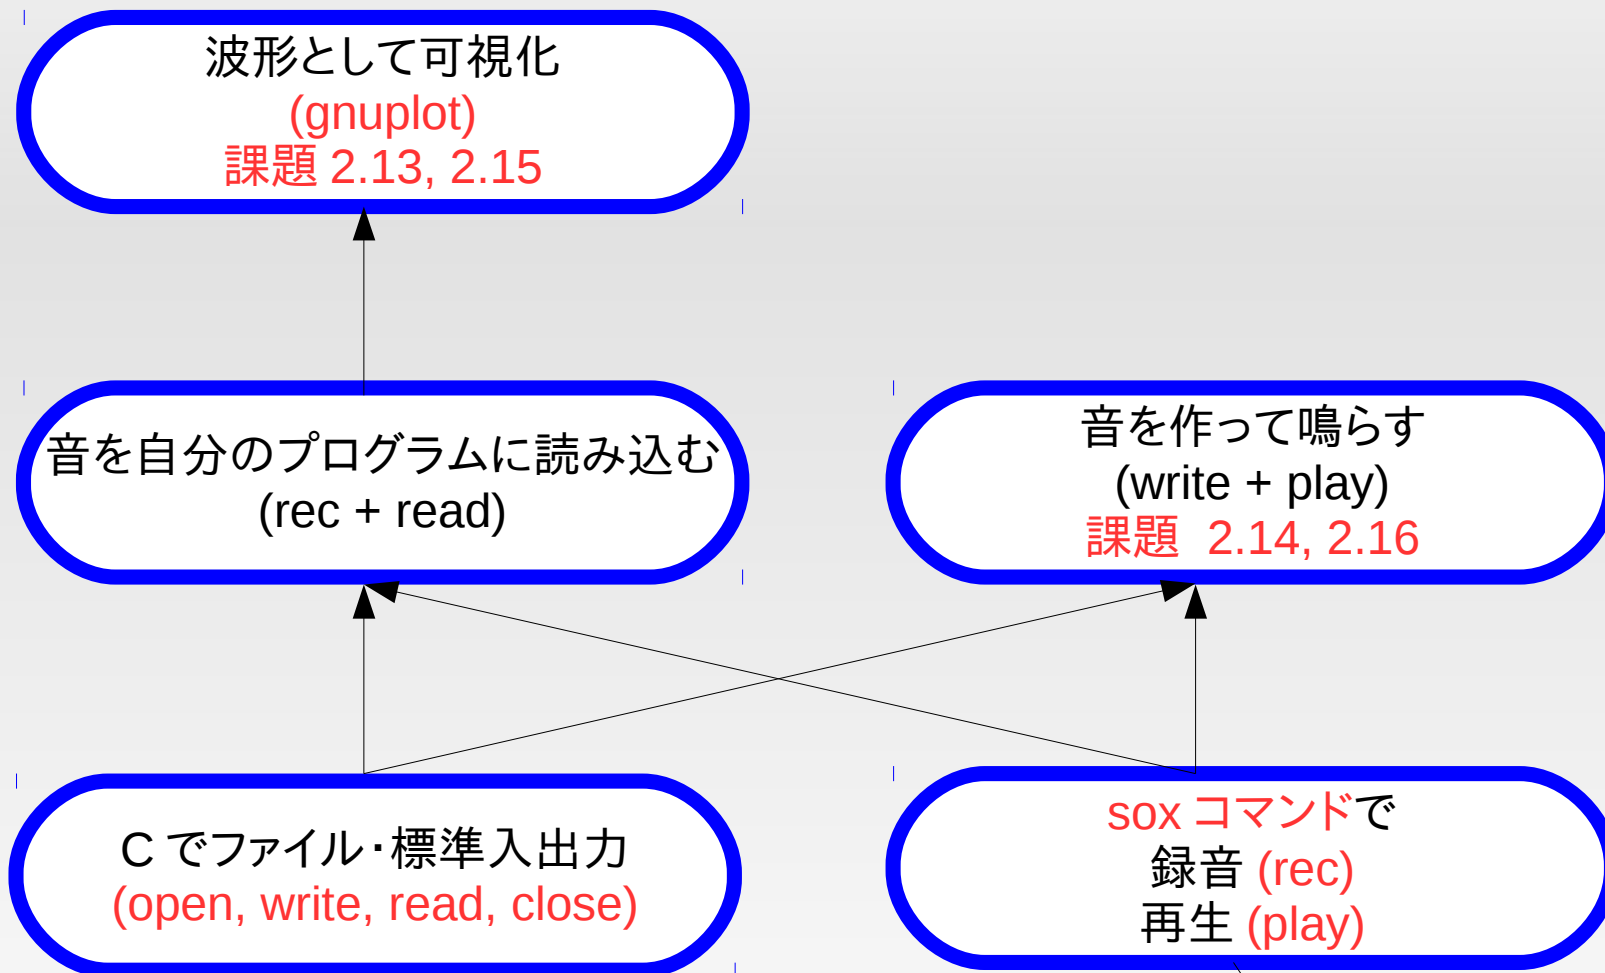 波形として可視化
(gnuplot)
課題 2.13, 2.15
音を自分のプログラムに読み込む
(rec + read)
音を作って鳴らす
(write + play)
課題 2.14, 2.16
C でファイル・標準入出力
(open, write, read, close)
sox コマンドで
録音 (rec)
再生 (play)